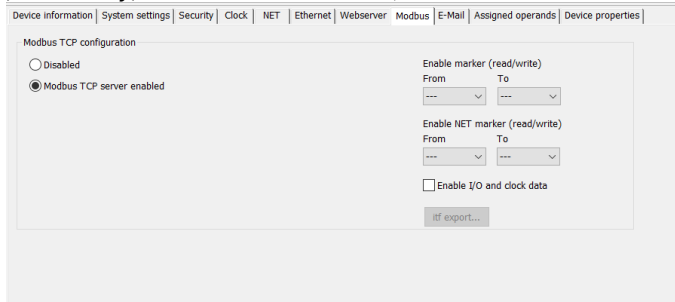 Device information System settings Security Clock NET Ethernet Webserver Modbus E-Mail Assigned operands Device properties
Modbus TCP configuration
Disabled
Modbus TCP server enabled
Enable marker (read/write)
From To
--- ---
Enable NET marker (read/write)
From To
--- ---
Enable I/O and clock data
itf export...